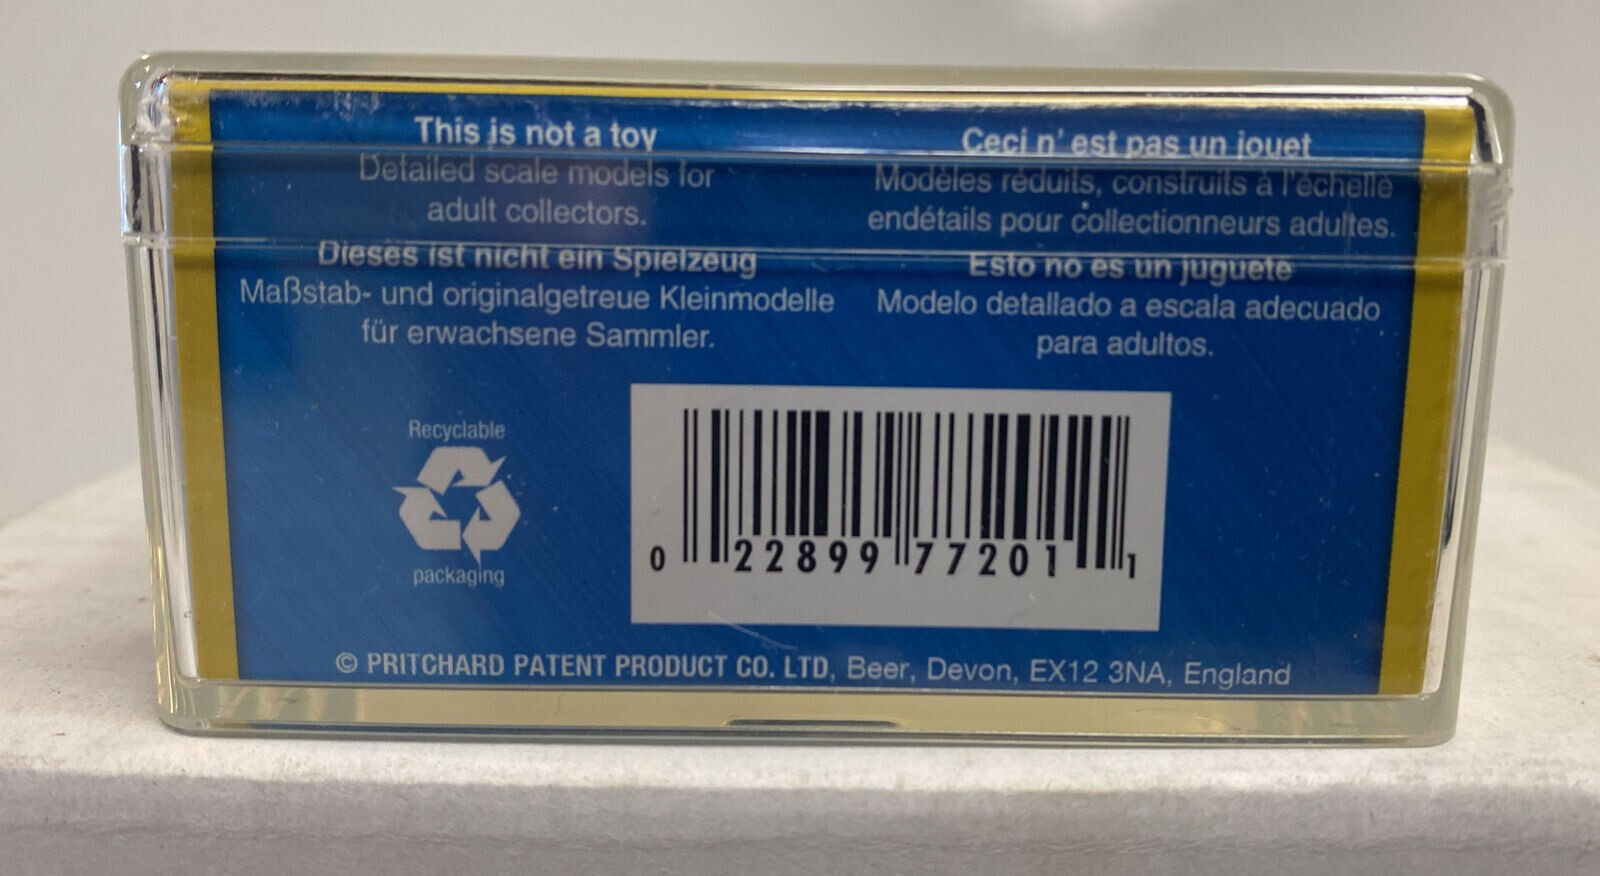 This is not a toy
Detailed scale models for
adult collectors.
Ceci n' est pas un jouet
Modèles réduits, construits à l'échelle
endétails pour collectionneurs adultes.
Dieses ist nicht ein Spielzeug
Maßstab- und originalgetreue Kleinmodelle
für erwachsene Sammler.
Esto no es un juguete
Modelo detallado a escala adecuado
para adultos.
Recyclable
packaging
0 22899 77201 1
© PRITCHARD PATENT PRODUCT CO. LTD, Beer, Devon, EX12 3NA, England